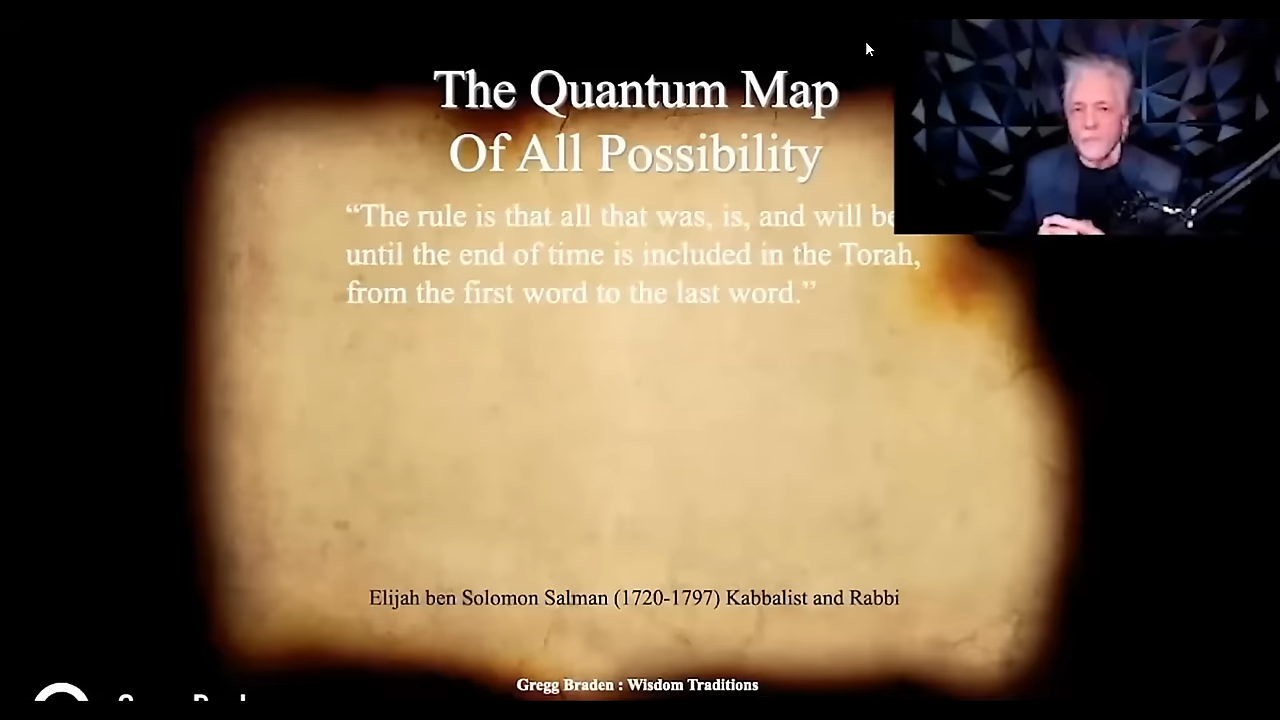 The Quantum Map
Of All Possibility
“The rule is that all that was, is, and will be
until the end of time is included in the Torah,
from the first word to the last word.”
Elijah ben Solomon Salman (1720-1797) Kabbalist and Rabbi
Gregg Braden : Wisdom Traditions